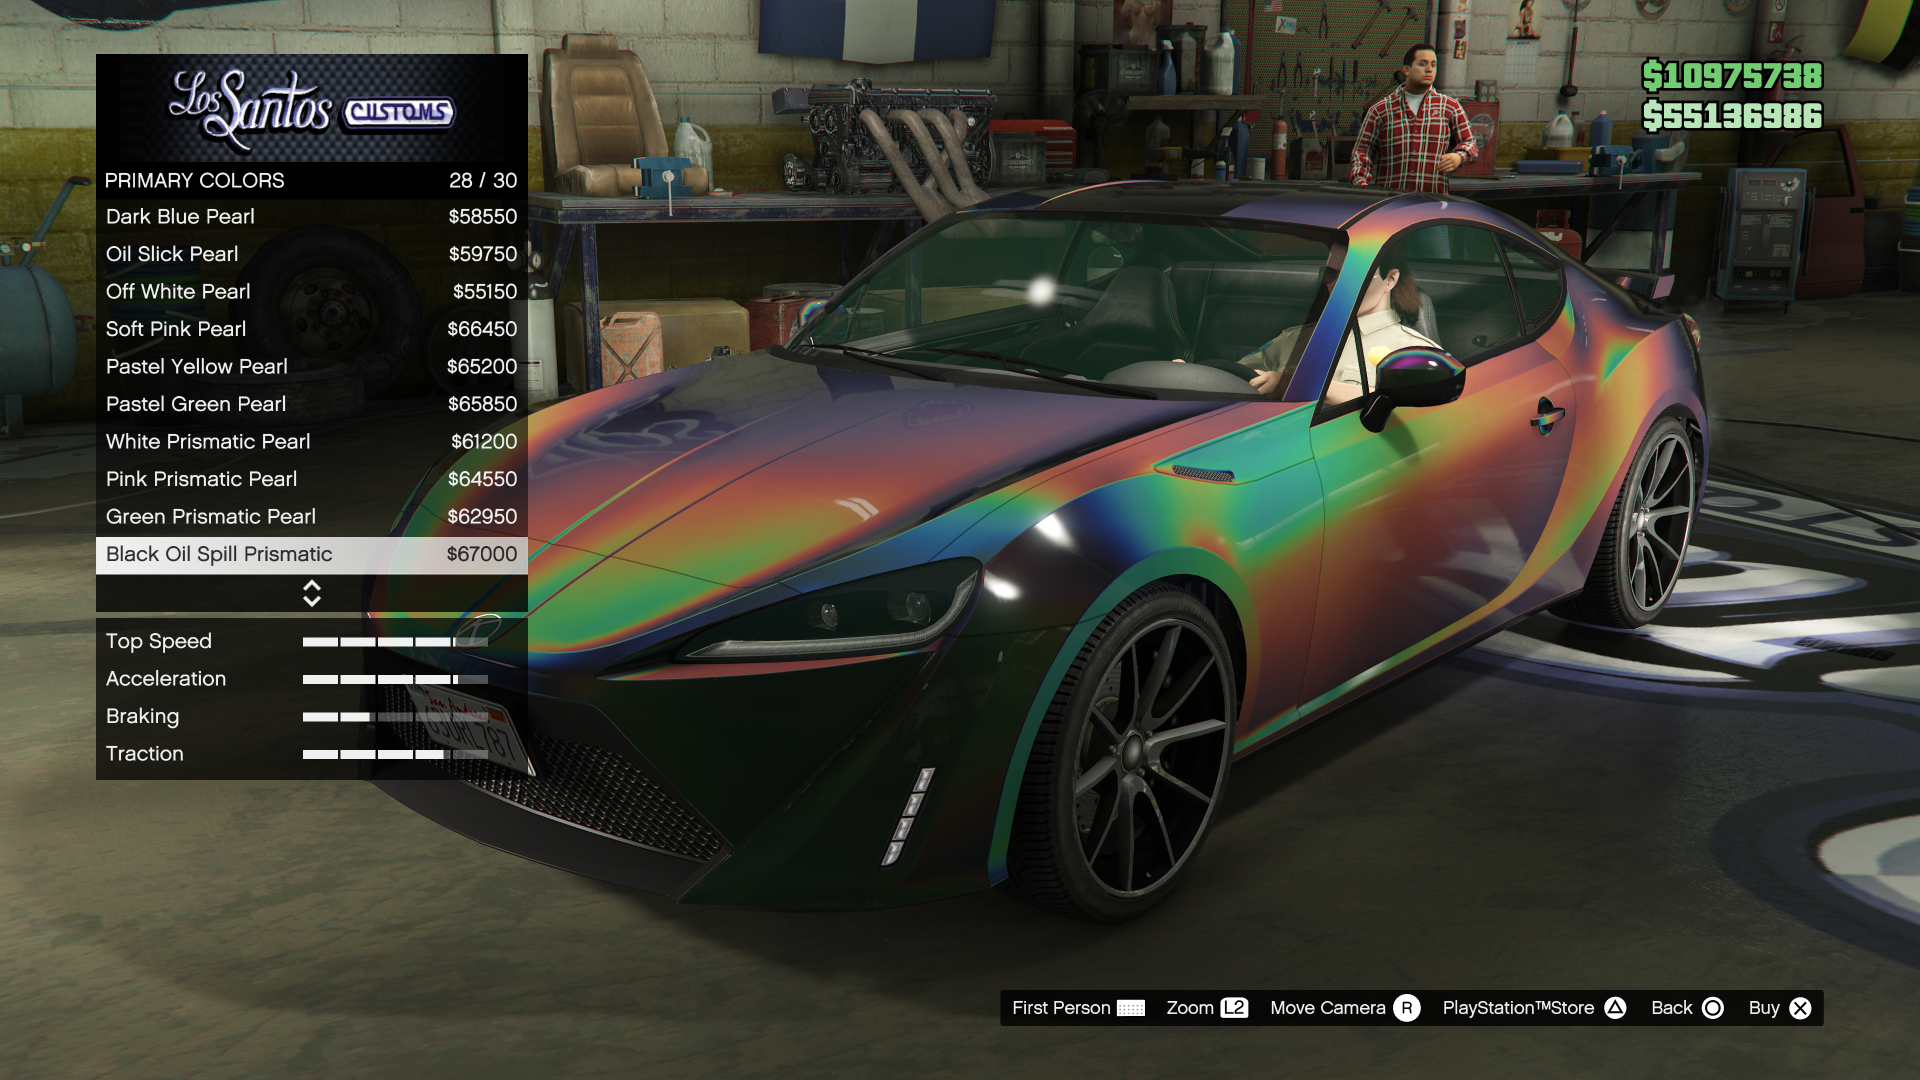 Los Santos CUSTOMS
PRIMARY COLORS 28 / 30
Dark Blue Pearl $58550
Oil Slick Pearl $59750
Off White Pearl $55150
Soft Pink Pearl $66450
Pastel Yellow Pearl $65200
Pastel Green Pearl $65850
White Prismatic Pearl $61200
Pink Prismatic Pearl $64550
Green Prismatic Pearl $62950
Black Oil Spill Prismatic $67000
Top Speed
Acceleration
Braking
Traction
$10975738
$55136986
First Person Zoom L2 Move Camera R PlayStation™Store Back Buy